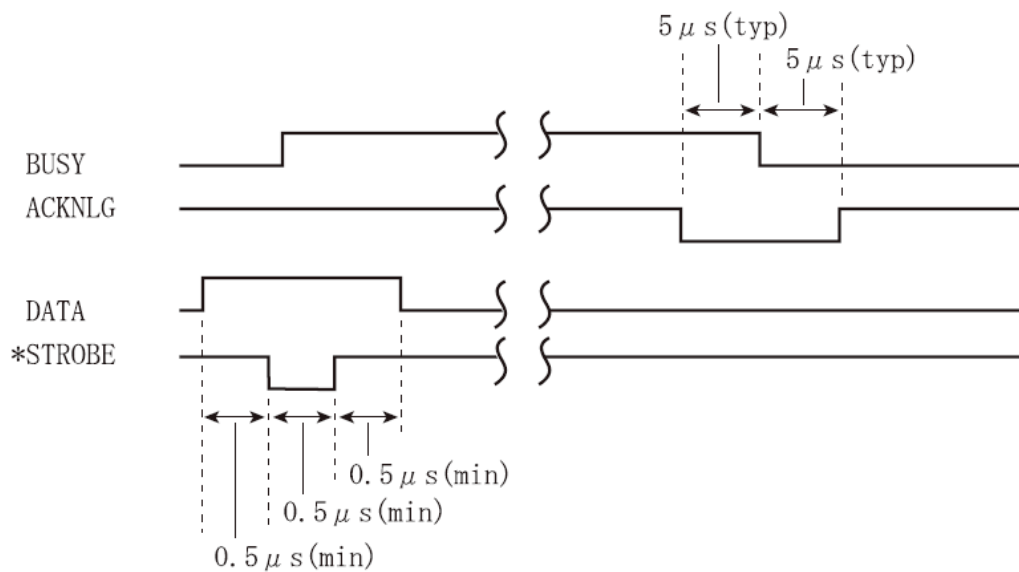 5μs(typ)
5μs(typ)
BUSY
ACKNLG
DATA
*STROBE
0.5μs(min)
0.5μs(min)
0.5μs(min)